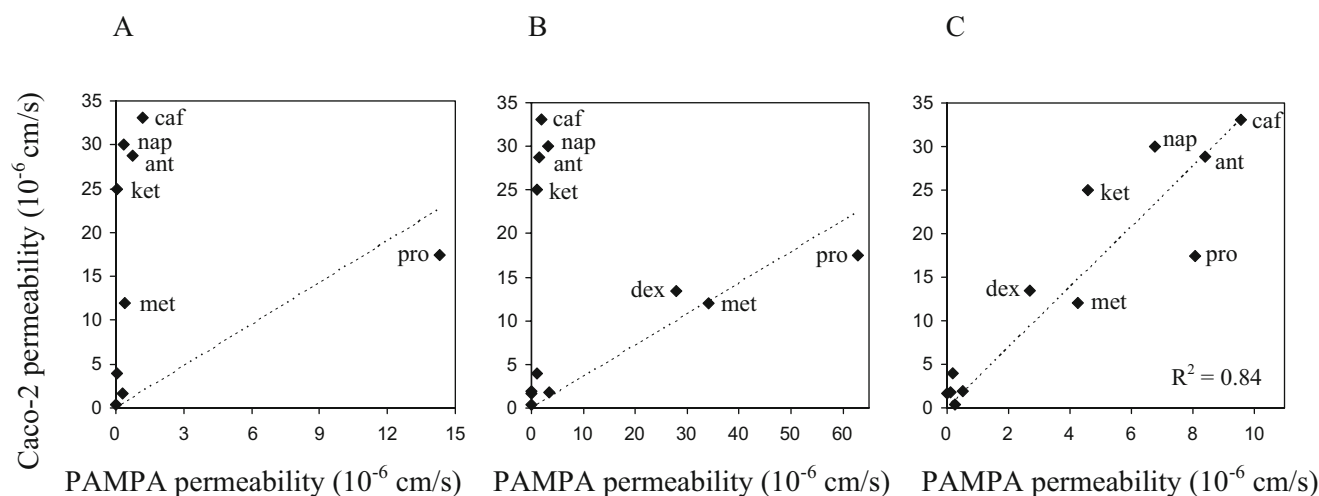 A
B
C
Caco-2 permeability (10⁻⁶ cm/s)
35
30
25
20
15
10
5
0
caf
nap
ant
ket
pro
met
0 3 6 9 12 15
PAMPA permeability (10⁻⁶ cm/s)
35
30
25
20
15
10
5
0
caf
nap
ant
ket
pro
dex
met
0 10 20 30 40 50 60
PAMPA permeability (10⁻⁶ cm/s)
35
30
25
20
15
10
5
0
caf
nap
ant
ket
pro
dex
met
R² = 0.84
0 2 4 6 8 10
PAMPA permeability (10⁻⁶ cm/s)